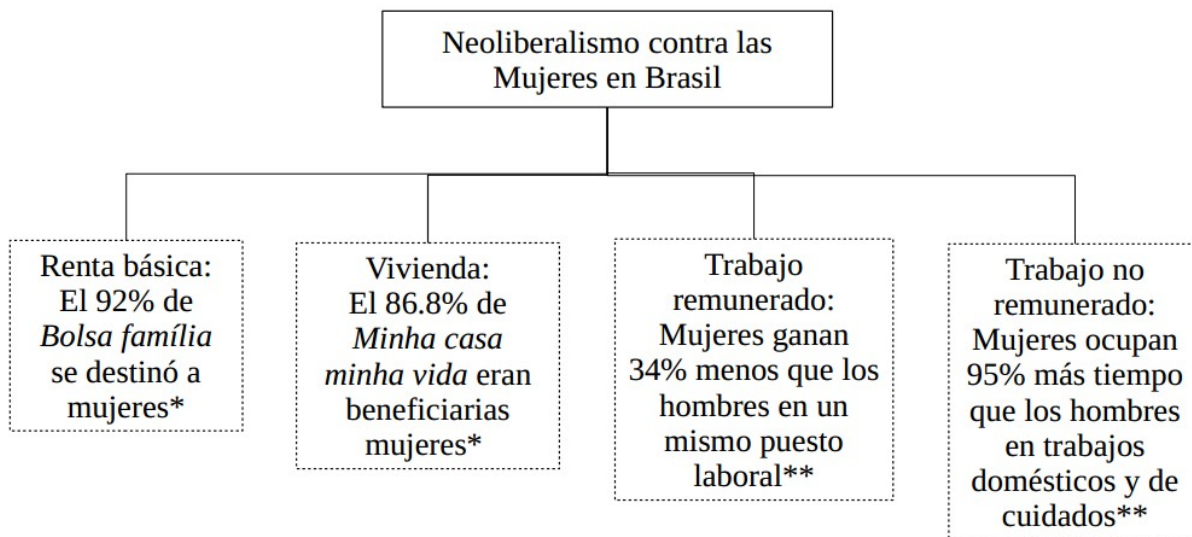 Neoliberalismo contra las
Mujeres en Brasil
Renta básica:
El 92% de
Bolsa família
se destinó a
mujeres*
Vivienda:
El 86.8% de
Minha casa
minha vida eran
beneficiarias
mujeres*
Trabajo
remunerado:
Mujeres ganan
34% menos que los
hombres en un
mismo puesto
laboral**
Trabajo no
remunerado:
Mujeres ocupan
95% más tiempo
que los hombres
en trabajos
domésticos y de
cuidados**